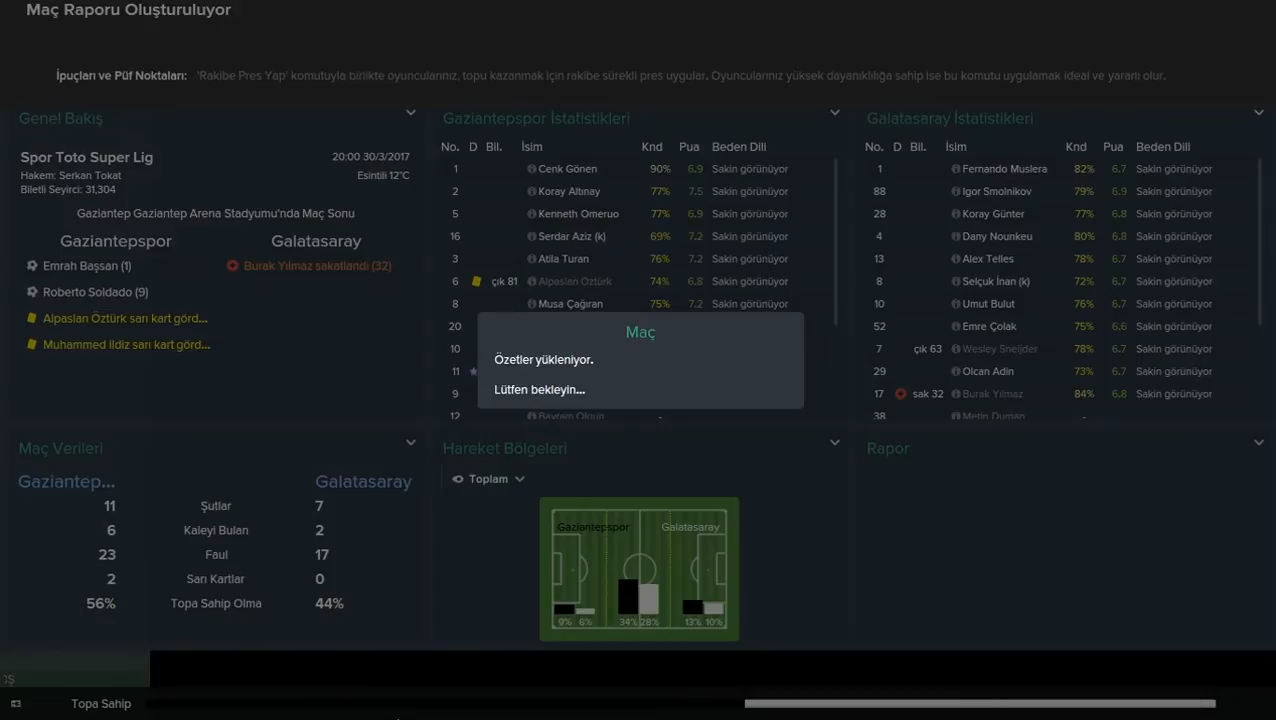 Maç Raporu Oluşturuluyor
İpuçları ve Püf Noktaları: 'Rakibe Pres Yap' komutuyla birlikte oyuncularınız, topu kazanmak için rakibe sürekli pres uygular. Oyuncularınız yüksek dayanıklılığa sahip ise bu komutu uygulamak ideal ve yararlı olur.
Genel Bakış
Spor Toto Super Lig 20:00 30/3/2017
Hakem: Serkan Tokat Esintili 12°C
Biletli Seyirci: 31,304
Gaziantep Gaziantep Arena Stadyumu'nda Maç Sonu
Gaziantepspor Galatasaray
Emrah Başsan (1) Burak Yılmaz sakatlandı (32)
Roberto Soldado (9)
Alpaslan Öztürk sarı kart görd...
Muhammed Ildiz sarı kart görd...
Gaziantepspor İstatistikleri
No. D Bil. İsim Knd Pua Beden Dili
1 Cenk Gönen 90% 6.9 Sakin görünüyor
2 Koray Altınay 77% 7.5 Sakin görünüyor
5 Kenneth Omeruo 77% 6.9 Sakin görünüyor
16 Serdar Aziz (k) 69% 7.2 Sakin görünüyor
3 Atila Turan 76% 7.2 Sakin görünüyor
6 çık 81 Alpaslan Öztürk 74% 6.8 Sakin görünüyor
8 Musa Çağıran 75% 7.2 Sakin görünüyor
20
10
11
9
12 Bayram Olgun -
Galatasaray İstatistikleri
No. D Bil. İsim Knd Pua Beden Dili
1 Fernando Muslera 82% 6.7 Sakin görünüyor
88 Igor Smolnikov 79% 6.9 Sakin görünüyor
28 Koray Günter 77% 6.8 Sakin görünüyor
4 Dany Nounkeu 80% 6.8 Sakin görünüyor
13 Alex Telles 78% 6.7 Sakin görünüyor
8 Selçuk İnan (k) 72% 6.7 Sakin görünüyor
10 Umut Bulut 76% 6.7 Sakin görünüyor
52 Emre Çolak 75% 6.6 Sakin görünüyor
7 çık 63 Wesley Sneijder 78% 6.7 Sakin görünüyor
29 Olcan Adin 73% 6.7 Sakin görünüyor
17 sak 32 Burak Yılmaz 84% 6.8 Sakin görünüyor
38 Metin Duman -
Maç
Özetler yükleniyor.
Lütfen bekleyin...
Maç Verileri
Gaziantep... Galatasaray
11 Şutlar 7
6 Kaleyi Bulan 2
23 Faul 17
2 Sarı Kartlar 0
56% Topa Sahip Olma 44%
Hareket Bölgeleri
Toplam
Gaziantepspor Galatasaray
9% 6% 34% 28% 13% 10%
Rapor
IŞ
Topa Sahip